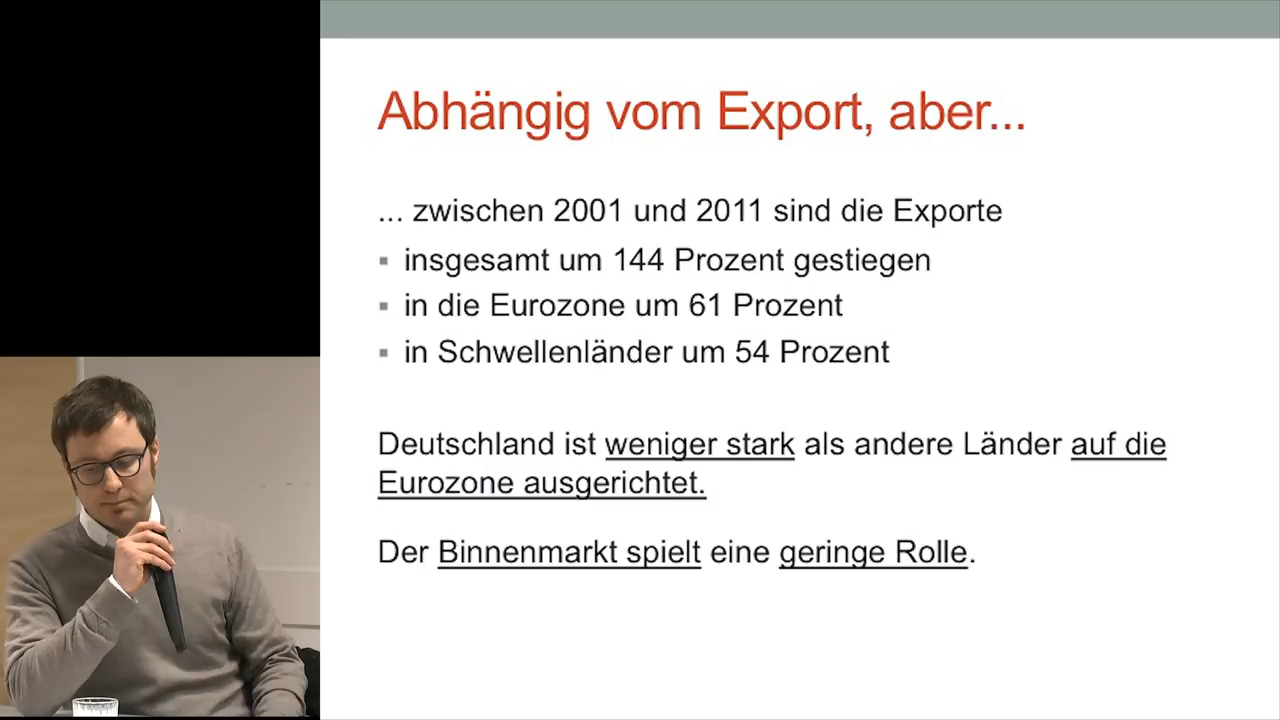 Abhängig vom Export, aber...
... zwischen 2001 und 2011 sind die Exporte
▪ insgesamt um 144 Prozent gestiegen
▪ in die Eurozone um 61 Prozent
▪ in Schwellenländer um 54 Prozent
Deutschland ist weniger stark als andere Länder auf die
Eurozone ausgerichtet.
Der Binnenmarkt spielt eine geringe Rolle.